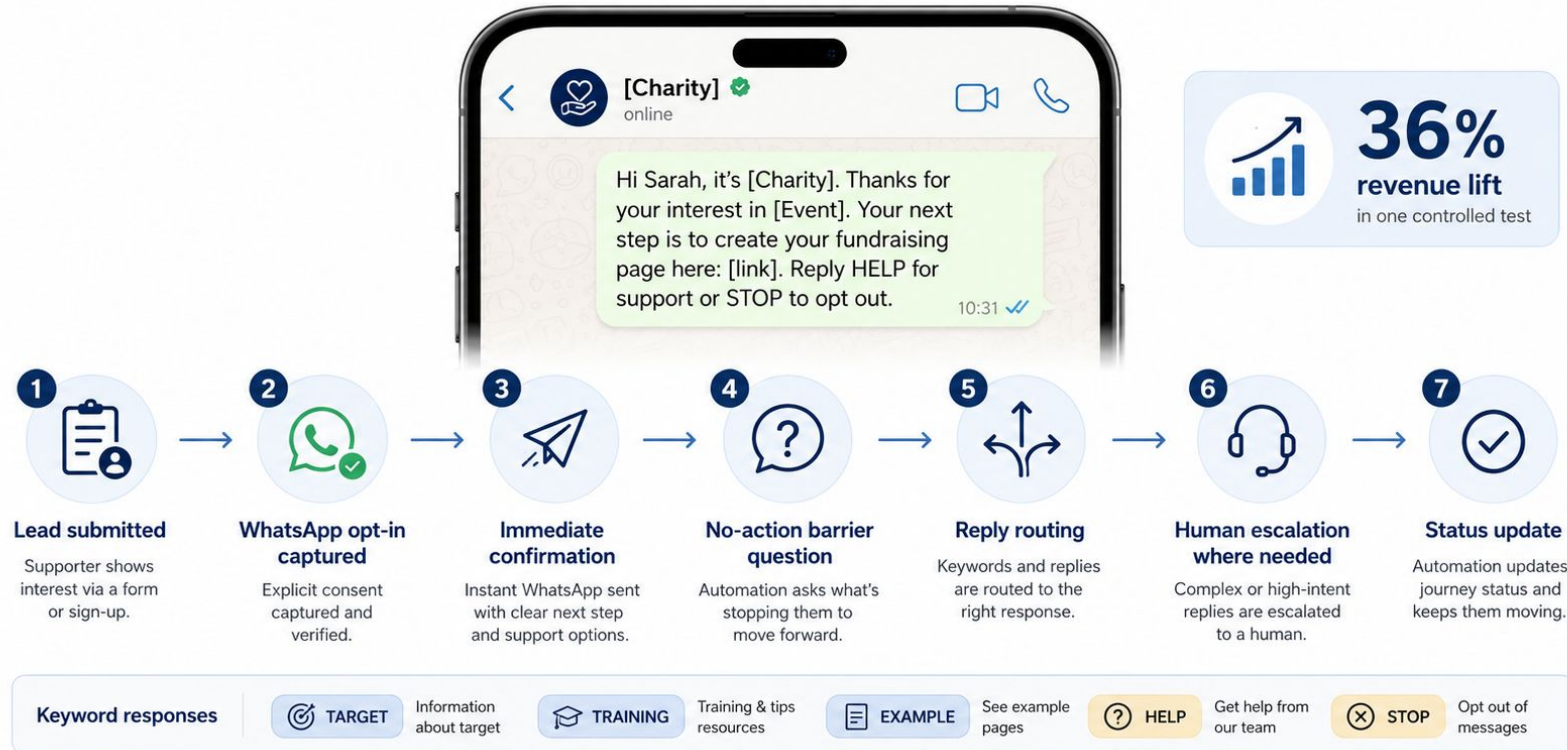 [Charity]
online
Hi Sarah, it’s [Charity]. Thanks for
your interest in [Event]. Your next
step is to create your fundraising
page here: [link]. Reply HELP for
support or STOP to opt out.
10:31
36%
revenue lift
in one controlled test
1
Lead submitted
Supporter shows
interest via a form
or sign-up.
2
WhatsApp opt-in
captured
Explicit consent
captured and
verified.
3
Immediate
confirmation
Instant WhatsApp sent
with clear next step
and support options.
4
No-action barrier
question
Automation asks what’s
stopping them to
move forward.
5
Reply routing
Keywords and replies
are routed to the
right response.
6
Human escalation
where needed
Complex or high-intent
replies are escalated
to a human.
7
Status update
Automation updates
journey status and
keeps them moving.
Keyword responses
TARGET
Information
about target
TRAINING
Training & tips
resources
EXAMPLE
See example
pages
HELP
Get help from
our team
STOP
Opt out of
messages